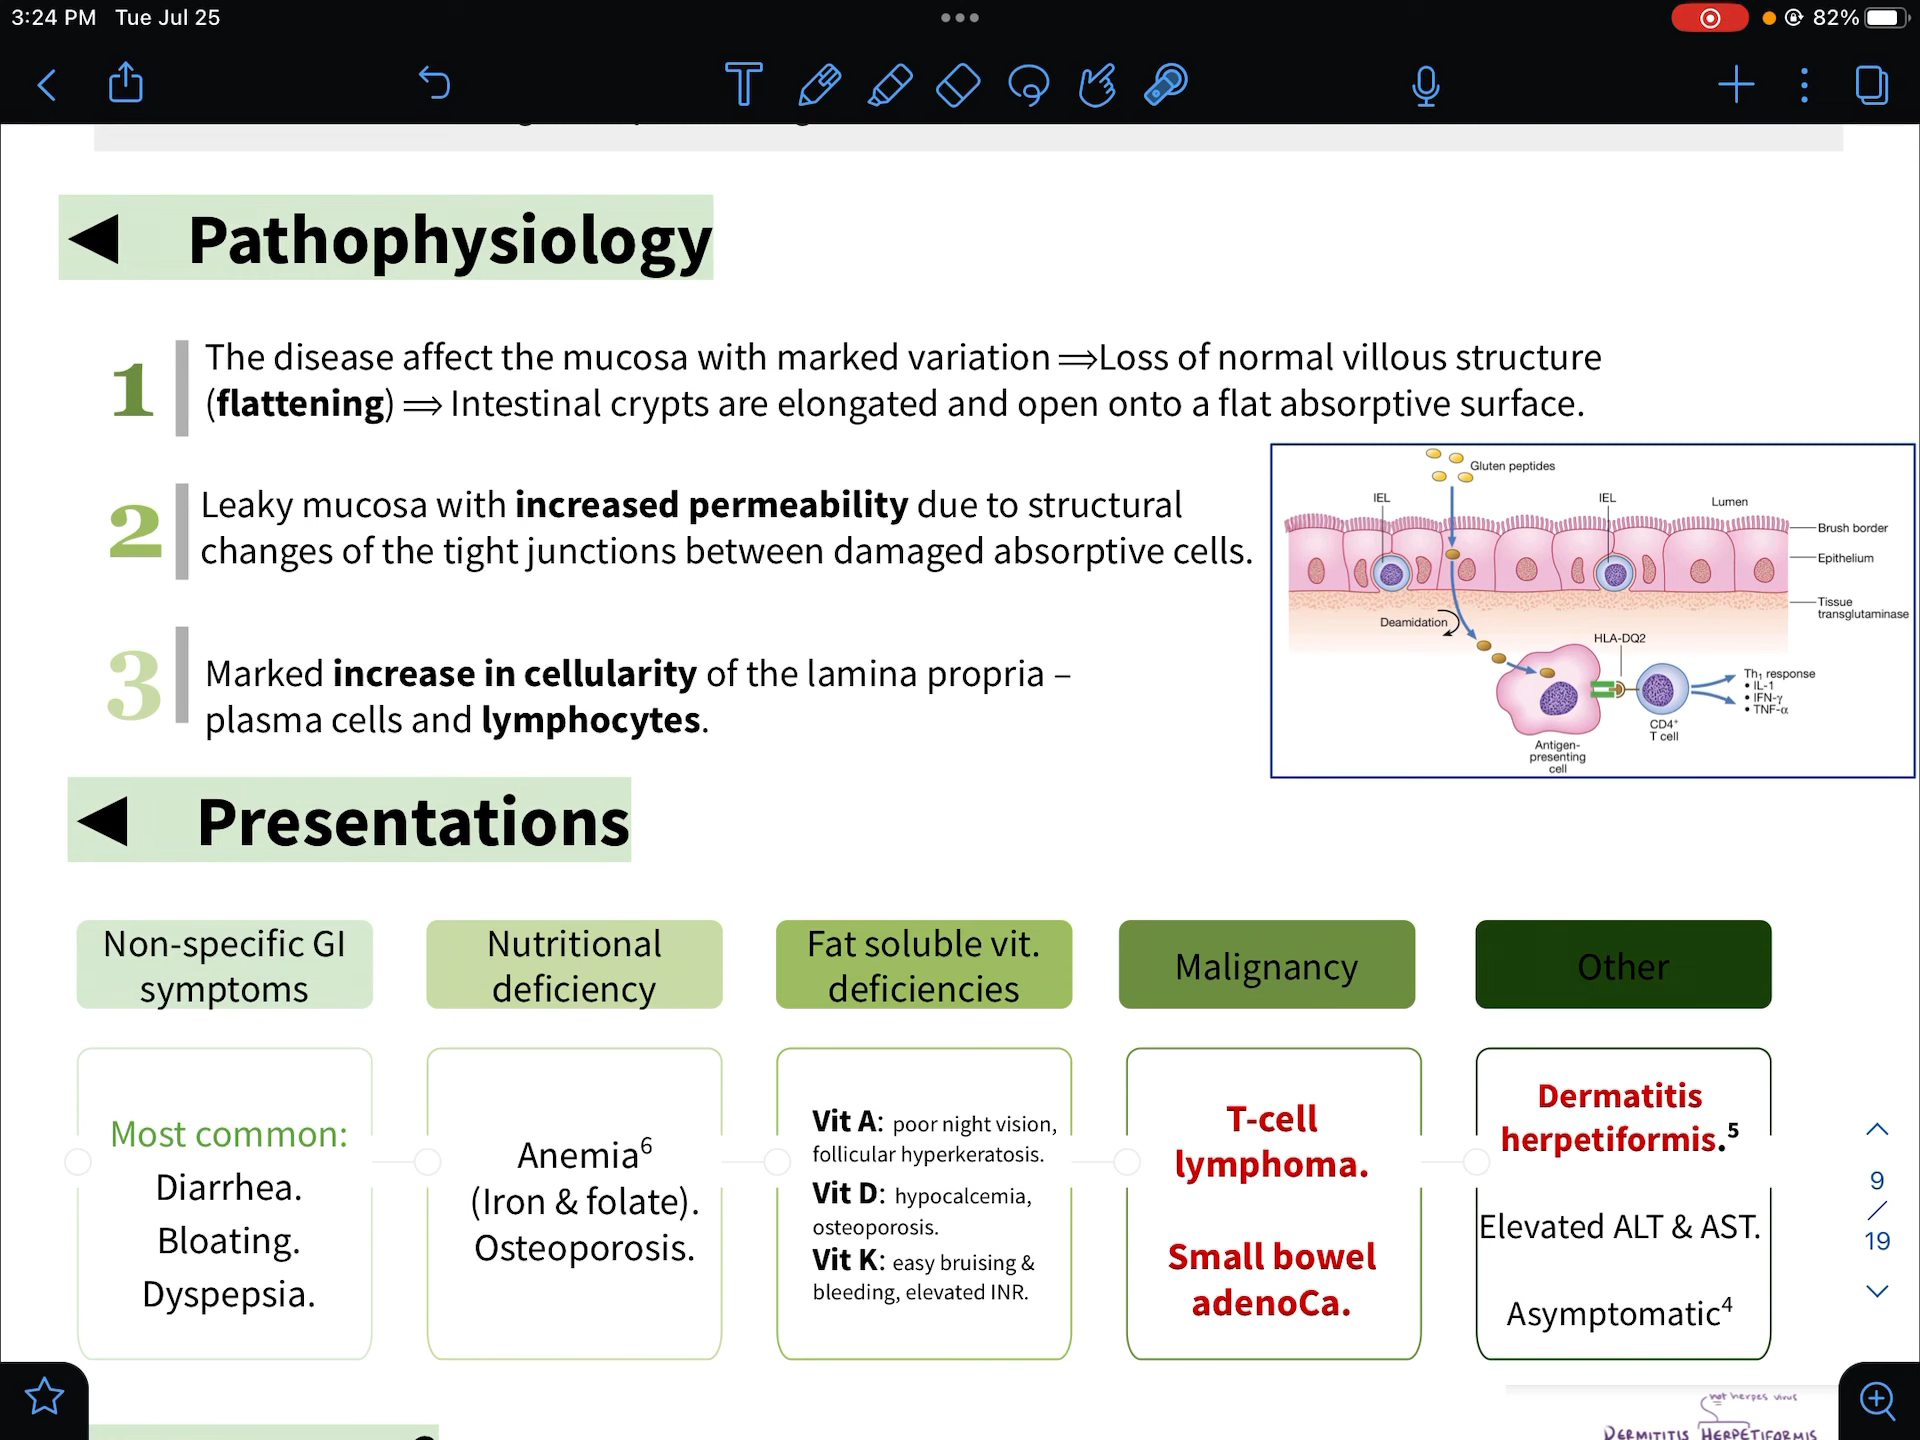 3:24 PM Tue Jul 25
82%
Pathophysiology
1
The disease affect the mucosa with marked variation ⟹Loss of normal villous structure
(flattening) ⟹ Intestinal crypts are elongated and open onto a flat absorptive surface.
2
Leaky mucosa with increased permeability due to structural
changes of the tight junctions between damaged absorptive cells.
3
Marked increase in cellularity of the lamina propria –
plasma cells and lymphocytes.
Gluten peptides
IEL
IEL
Lumen
Brush border
Epithelium
Tissue
transglutaminase
Deamidation
HLA-DQ2
Th₁ response
• IL-1
• IFN-γ
• TNF-α
CD4⁺
T cell
Antigen-
presenting
cell
Presentations
Non-specific GI
symptoms
Most common:
Diarrhea.
Bloating.
Dyspepsia.
Nutritional
deficiency
Anemia⁶
(Iron & folate).
Osteoporosis.
Fat soluble vit.
deficiencies
Vit A: poor night vision,
follicular hyperkeratosis.
Vit D: hypocalcemia,
osteoporosis.
Vit K: easy bruising &
bleeding, elevated INR.
Malignancy
T-cell
lymphoma.
Small bowel
adenoCa.
Other
Dermatitis
herpetiformis.⁵
Elevated ALT & AST.
Asymptomatic⁴
9
/
19
not herpes virus
DERMITITIS HERPETIFORMIS